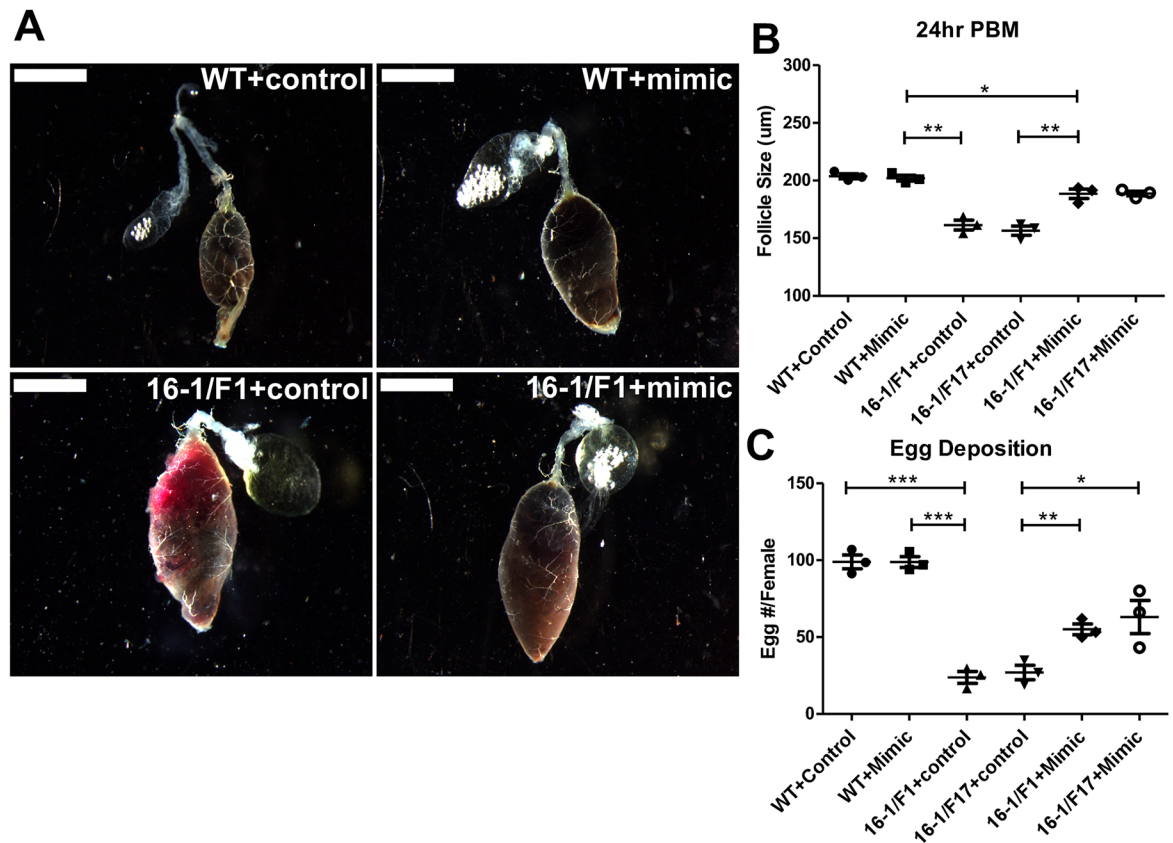 A
WT+control
WT+mimic
16-1/F1+control
16-1/F1+mimic
B
24hr PBM
Follicle Size (um)
300
250
200
150
100
*
**
**
WT+Control
WT+Mimic
16-1/F1+control
16-1/F17+control
16-1/F1+Mimic
16-1/F17+Mimic
C
Egg Deposition
Egg #/Female
150
100
50
0
***
*
***
**
WT+Control
WT+Mimic
16-1/F1+control
16-1/F17+control
16-1/F1+Mimic
16-1/F17+Mimic